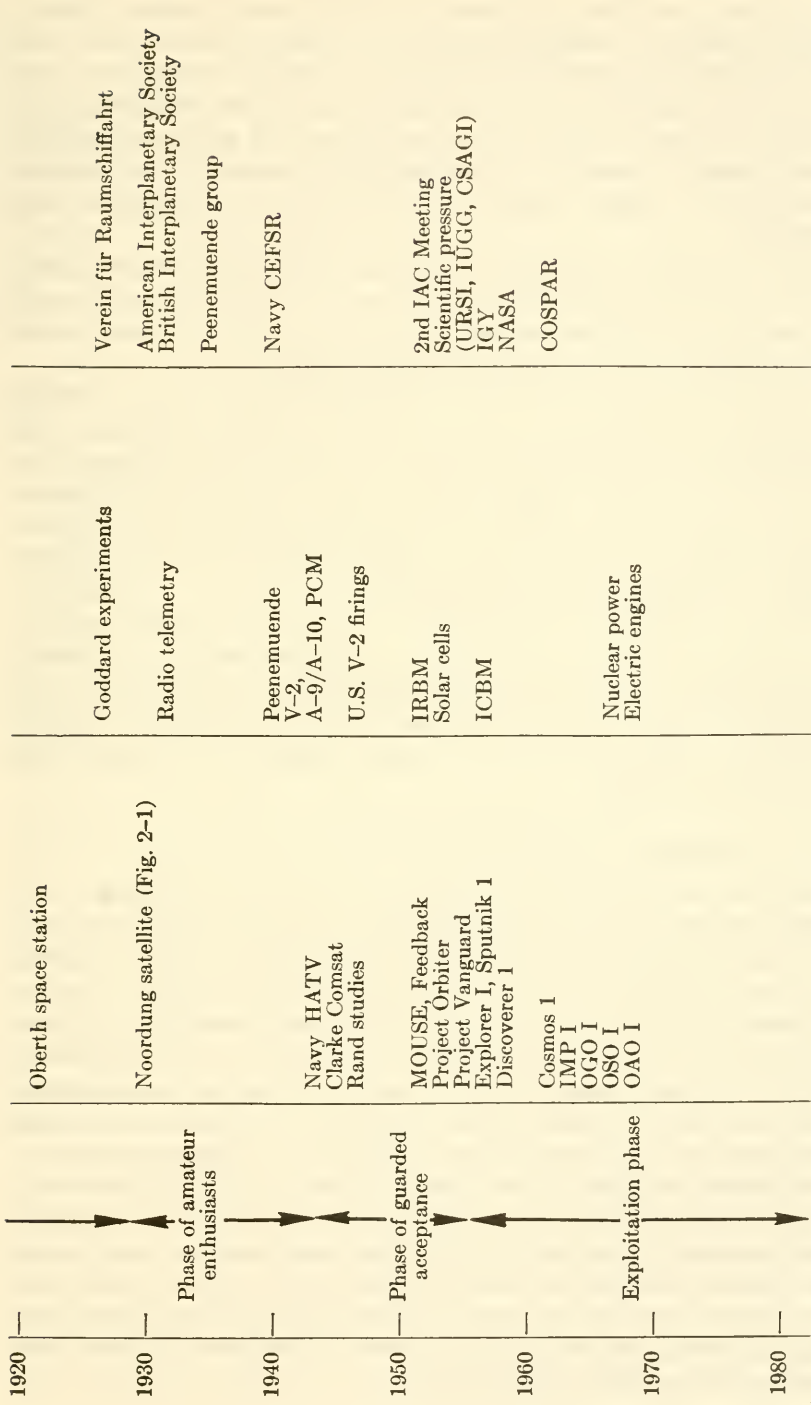 1920
1930
1940
1950
1960
1970
1980
Phase of amateur
enthusiasts
Phase of guarded
acceptance
Exploitation phase
Oberth space station
Noordung satellite (Fig. 2–1)
Navy HATV
Clarke Comsat
Rand studies
MOUSE, Feedback
Project Orbiter
Project Vanguard
Explorer I, Sputnik 1
Discoverer 1
Cosmos 1
IMP I
OGO I
OSO I
OAO I
Goddard experiments
Radio telemetry
Peenemuende
V–2,
A–9/A–10, PCM
U.S. V–2 firings
IRBM
Solar cells
ICBM
Nuclear power
Electric engines
Verein für Raumschiffahrt
American Interplanetary Society
British Interplanetary Society
Peenemuende group
Navy CEFSR
2nd IAC Meeting
Scientific pressure
(URSI, IUGG, CSAGI)
IGY
NASA
COSPAR